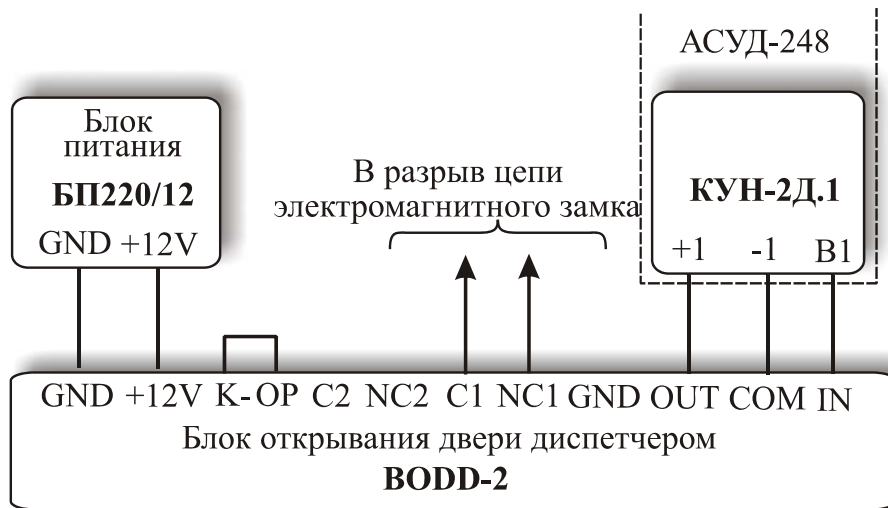 АСУД-248
Блок
питания
БП220/12
GND +12V
В разрыв цепи
электромагнитного замка
КУН-2Д.1
+1 -1 B1
GND +12V K- OP C2 NC2 C1 NC1 GND OUT COM IN
Блок открывания двери диспетчером
BODD-2